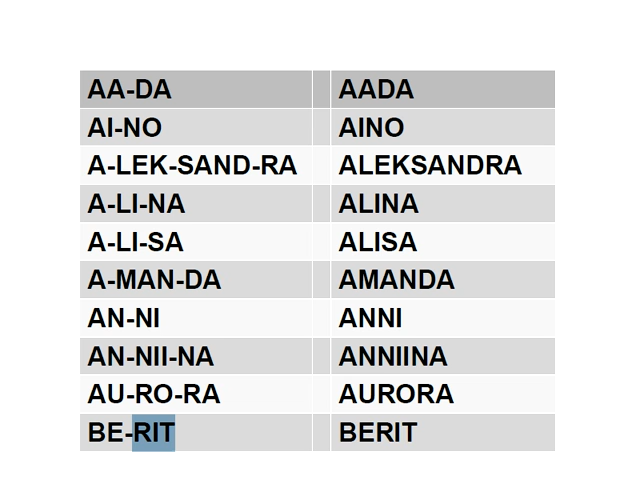 AA-DA AADA
AI-NO AINO
A-LEK-SAND-RA ALEKSANDRA
A-LI-NA ALINA
A-LI-SA ALISA
A-MAN-DA AMANDA
AN-NI ANNI
AN-NII-NA ANNIINA
AU-RO-RA AURORA
BE-RIT BERIT